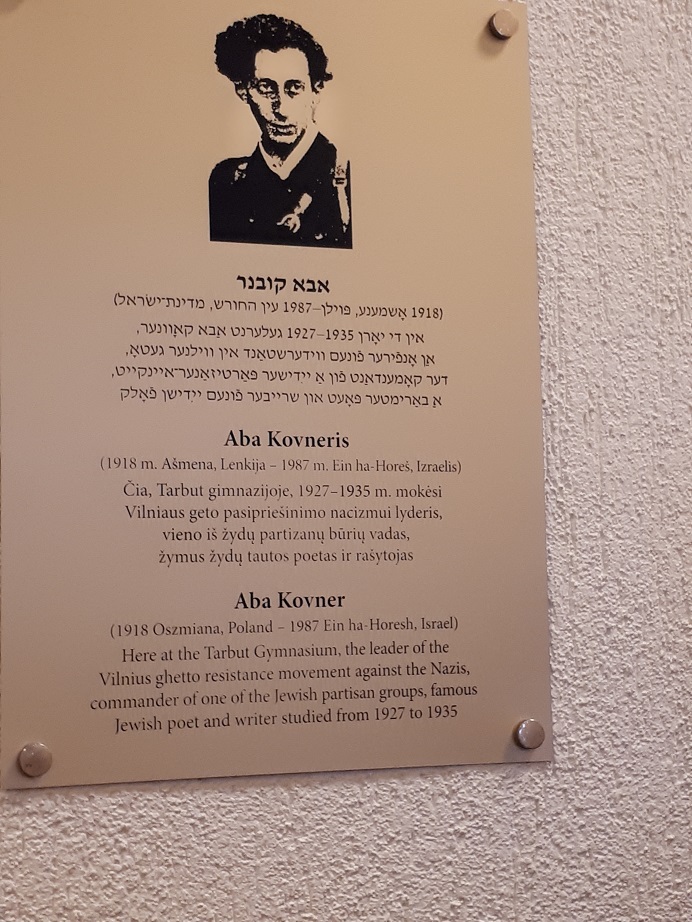 אבא קובנר
(1918 אָשמענע, פּוילן–1987 עין החורש, מדינת־ישׂראל)
אין די יאָרן 1935–1927 געלערנט אַבא קאָוונער,
אָן אָנפֿירער פֿונעם ווידערשטאַנד אין ווילנער געטאָ,
דער קאָמענדאַנט פֿון אַ ייִדישער פּאַרטיזאַנער־איינקייט,
אַ באַרימטער פּאָעט און שרײַבער פֿונעם ייִדישן פֿאָלק
Aba Kovneris
(1918 m. Ašmena, Lenkija – 1987 m. Ein ha-Horeš, Izraelis)
Čia, Tarbut gimnazijoje, 1927–1935 m. mokėsi
Vilniaus geto pasipriešinimo nacizmui lyderis,
vieno iš žydų partizanų būrių vadas,
žymus žydų tautos poetas ir rašytojas
Aba Kovner
(1918 Oszmiana, Poland – 1987 Ein ha-Horesh, Israel)
Here at the Tarbut Gymnasium, the leader of the
Vilnius ghetto resistance movement against the Nazis,
commander of one of the Jewish partisan groups, famous
Jewish poet and writer studied from 1927 to 1935